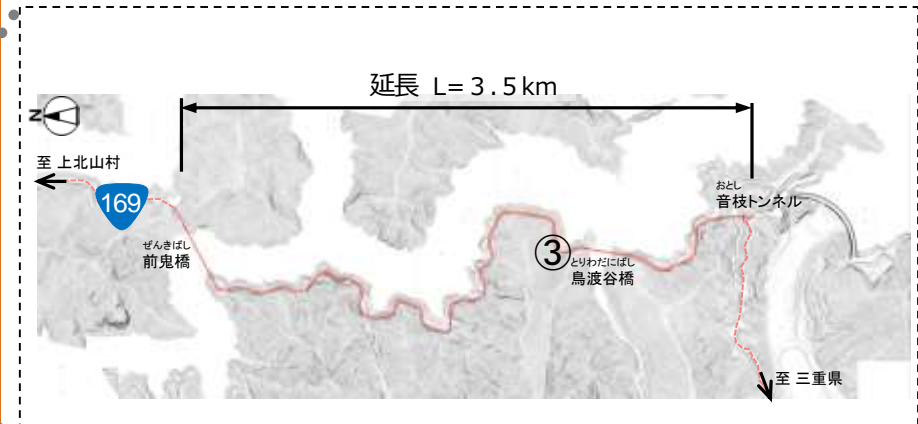 延長 L=3.5km
N
至 上北山村
169
ぜんきばし
前鬼橋
③
とりわだにばし
鳥渡谷橋
おとし
音枝トンネル
至 三重県